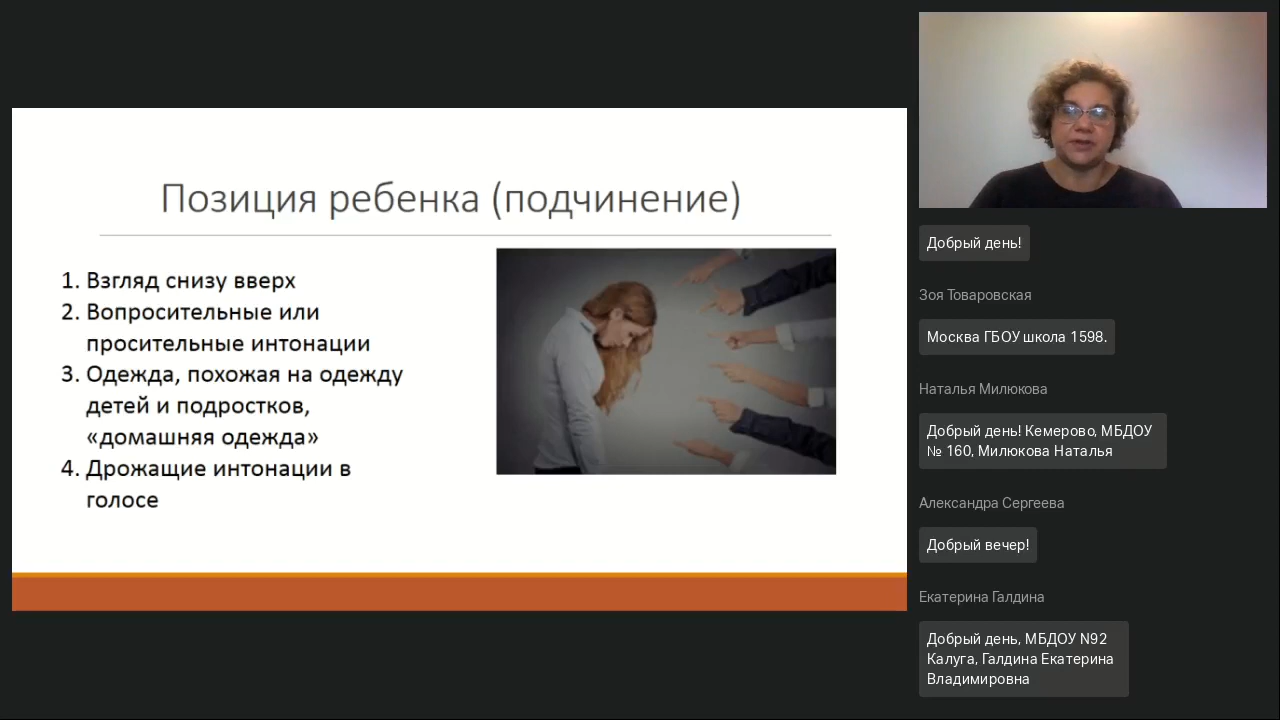 Позиция ребенка (подчинение)
1. Взгляд снизу вверх
2. Вопросительные или
просительные интонации
3. Одежда, похожая на одежду
детей и подростков,
«домашняя одежда»
4. Дрожащие интонации в
голосе
Добрый день!
Зоя Товаровская
Москва ГБОУ школа 1598.
Наталья Милюкова
Добрый день! Кемерово, МБДОУ
№ 160, Милюкова Наталья
Александра Сергеева
Добрый вечер!
Екатерина Галдина
Добрый день, МБДОУ N92
Калуга, Галдина Екатерина
Владимировна